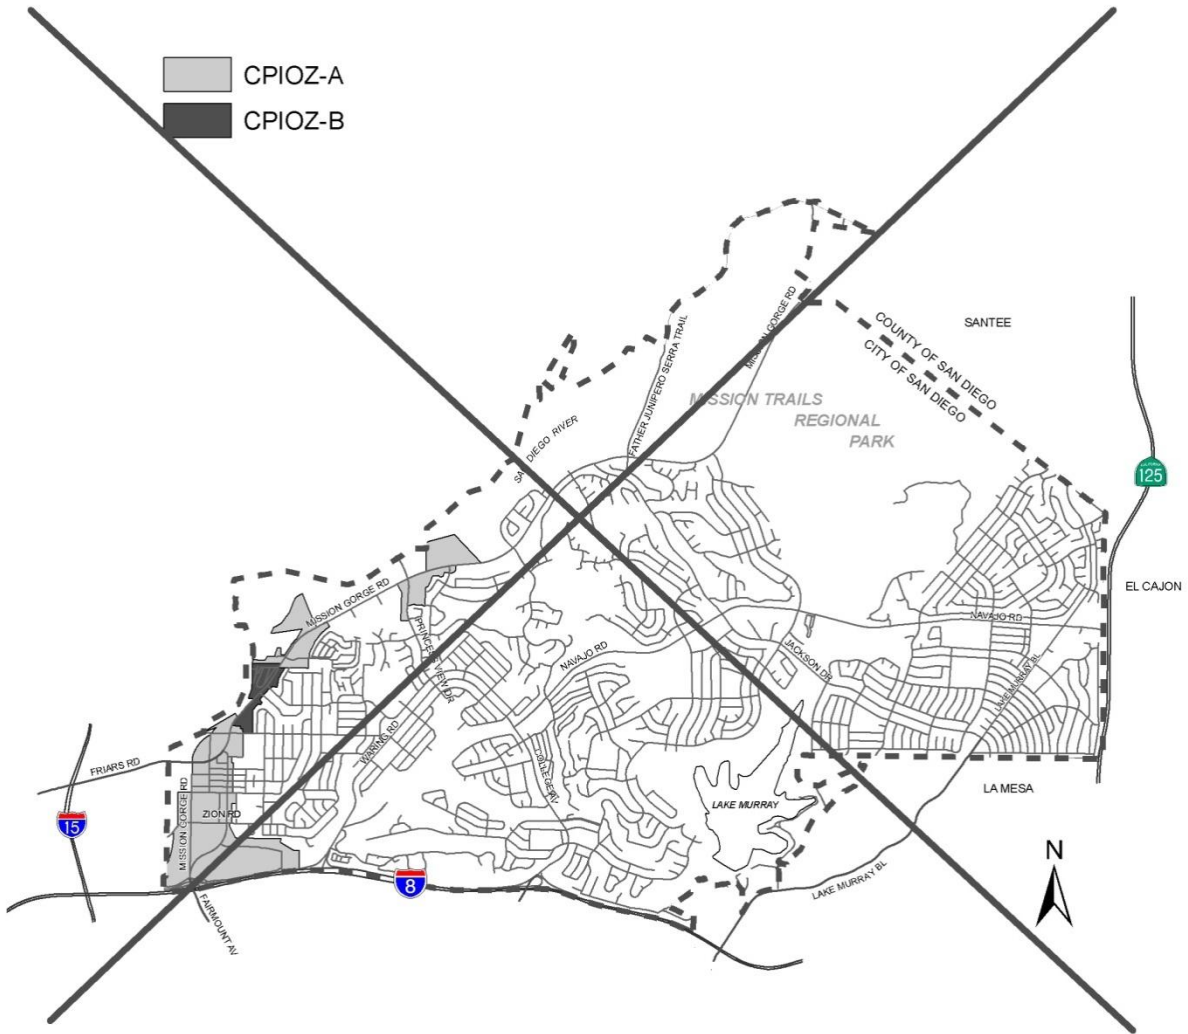 CPIOZ-A
CPIOZ-B
SANTEE
COUNTY OF SAN DIEGO
CITY OF SAN DIEGO
MISSION GORGE RD
FATHER JUNIPERO SERRA TRAIL
MISSION TRAILS
REGIONAL
PARK
SAN DIEGO RIVER
125
EL CAJON
MISSION GORGE RD
PRINCESS VIEW DR
NAVAJO RD
NAVAJO RD
JACKSON DR
LAKE MURRAY BL
WARING RD
COLLEGE AV
FRIARS RD
MISSION GORGE RD
ZION RD
LAKE MURRAY
LA MESA
15
8
LAKE MURRAY BL
FAIRMOUNT AV
N